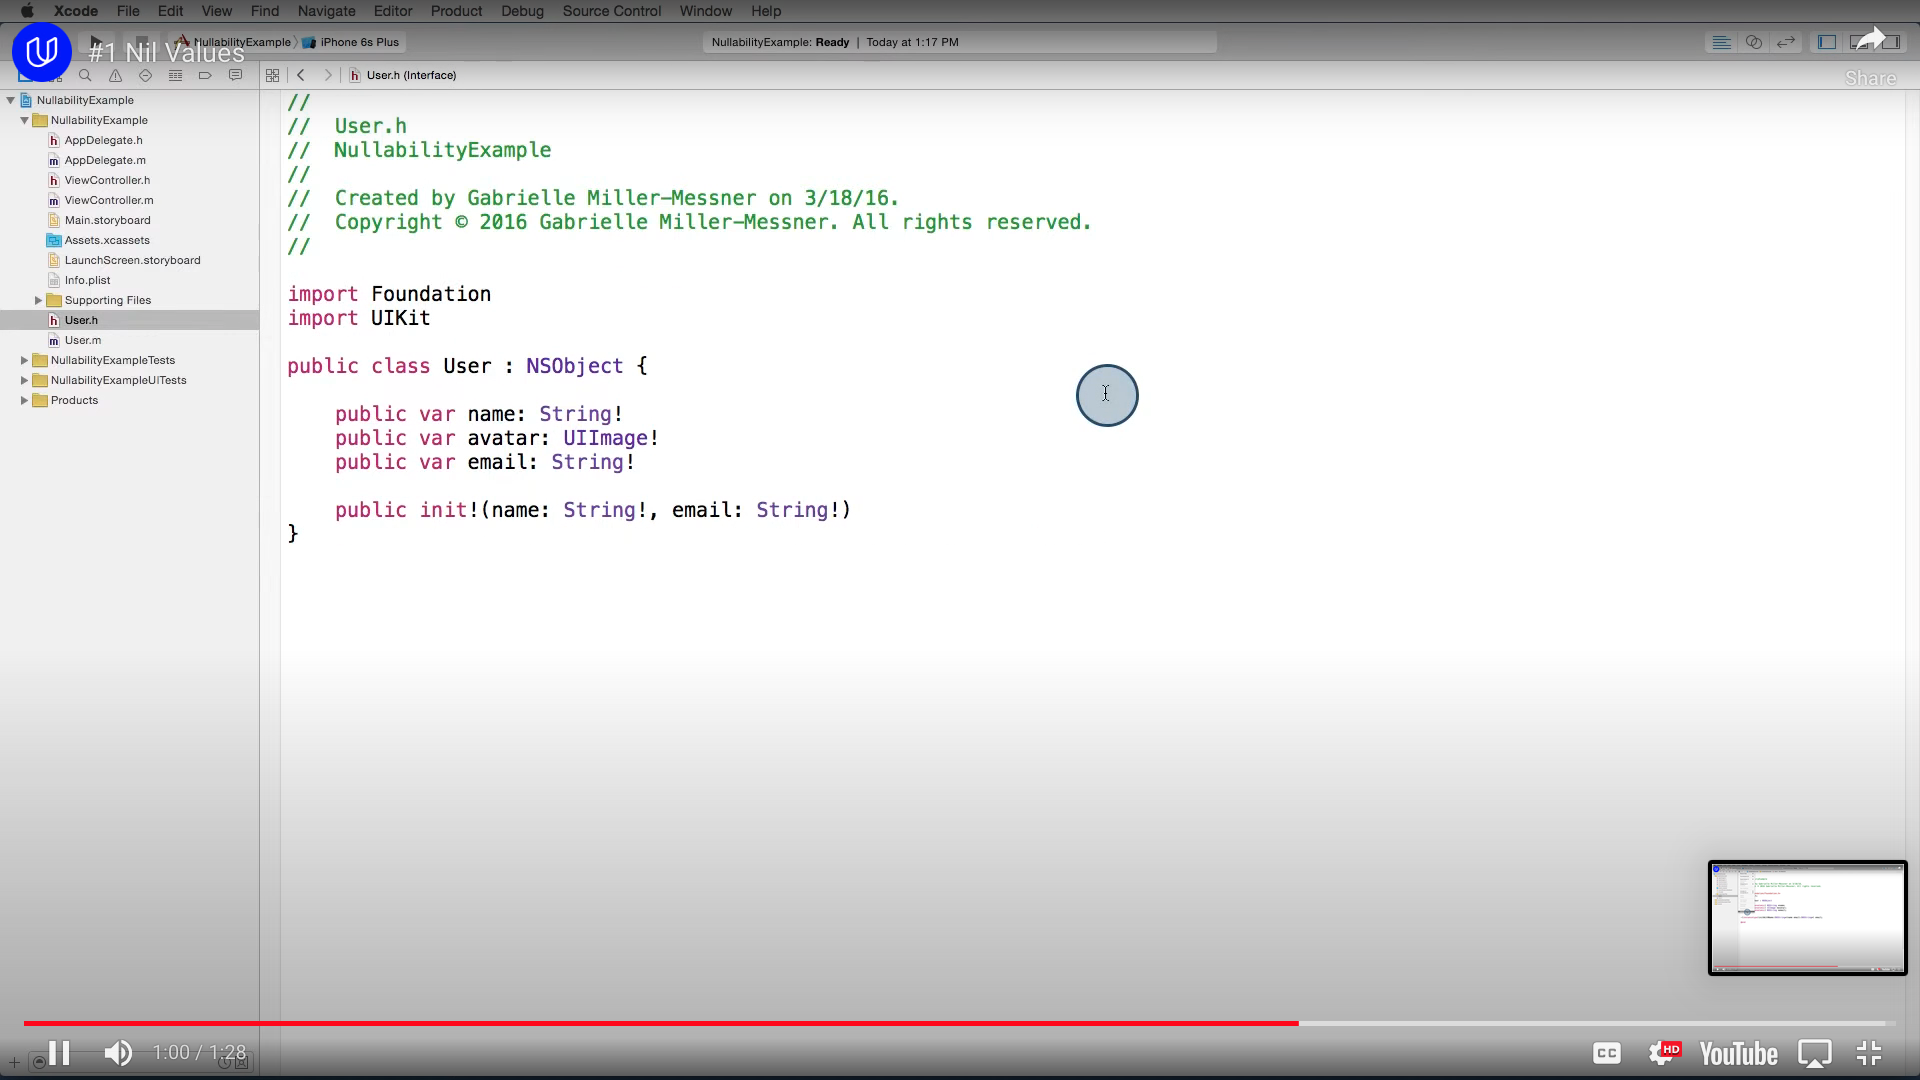 Xcode File Edit View Find Navigate Editor Product Debug Source Control Window Help
#1 Nil Values
NullabilityExample iPhone 6s Plus
NullabilityExample: Ready | Today at 1:17 PM
Share
User.h (Interface)
NullabilityExample
NullabilityExample
AppDelegate.h
AppDelegate.m
ViewController.h
ViewController.m
Main.storyboard
Assets.xcassets
LaunchScreen.storyboard
Info.plist
Supporting Files
User.h
User.m
NullabilityExampleTests
NullabilityExampleUITests
Products
//
// User.h
// NullabilityExample
//
// Created by Gabrielle Miller-Messner on 3/18/16.
// Copyright © 2016 Gabrielle Miller-Messner. All rights reserved.
//
import Foundation
import UIKit
public class User : NSObject {
public var name: String!
public var avatar: UIImage!
public var email: String!
public init!(name: String!, email: String!)
}
1:00 / 1:28
CC
HD
YouTube